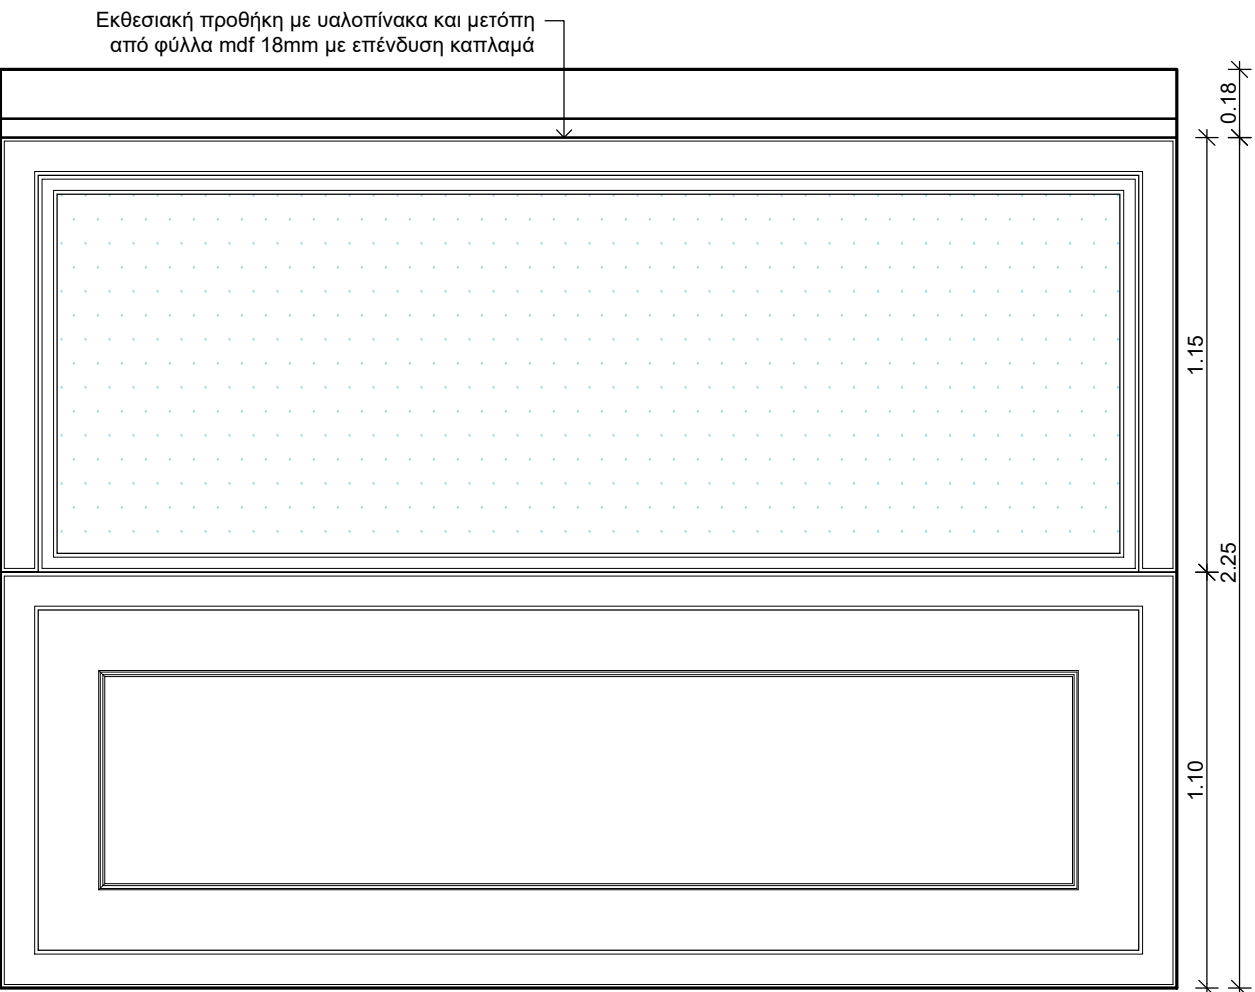 Εκθεσιακή προθήκη με υαλοπίνακα και μετόπη
από φύλλα mdf 18mm με επένδυση καπλαμά
0.18
1.15
2.25
1.10